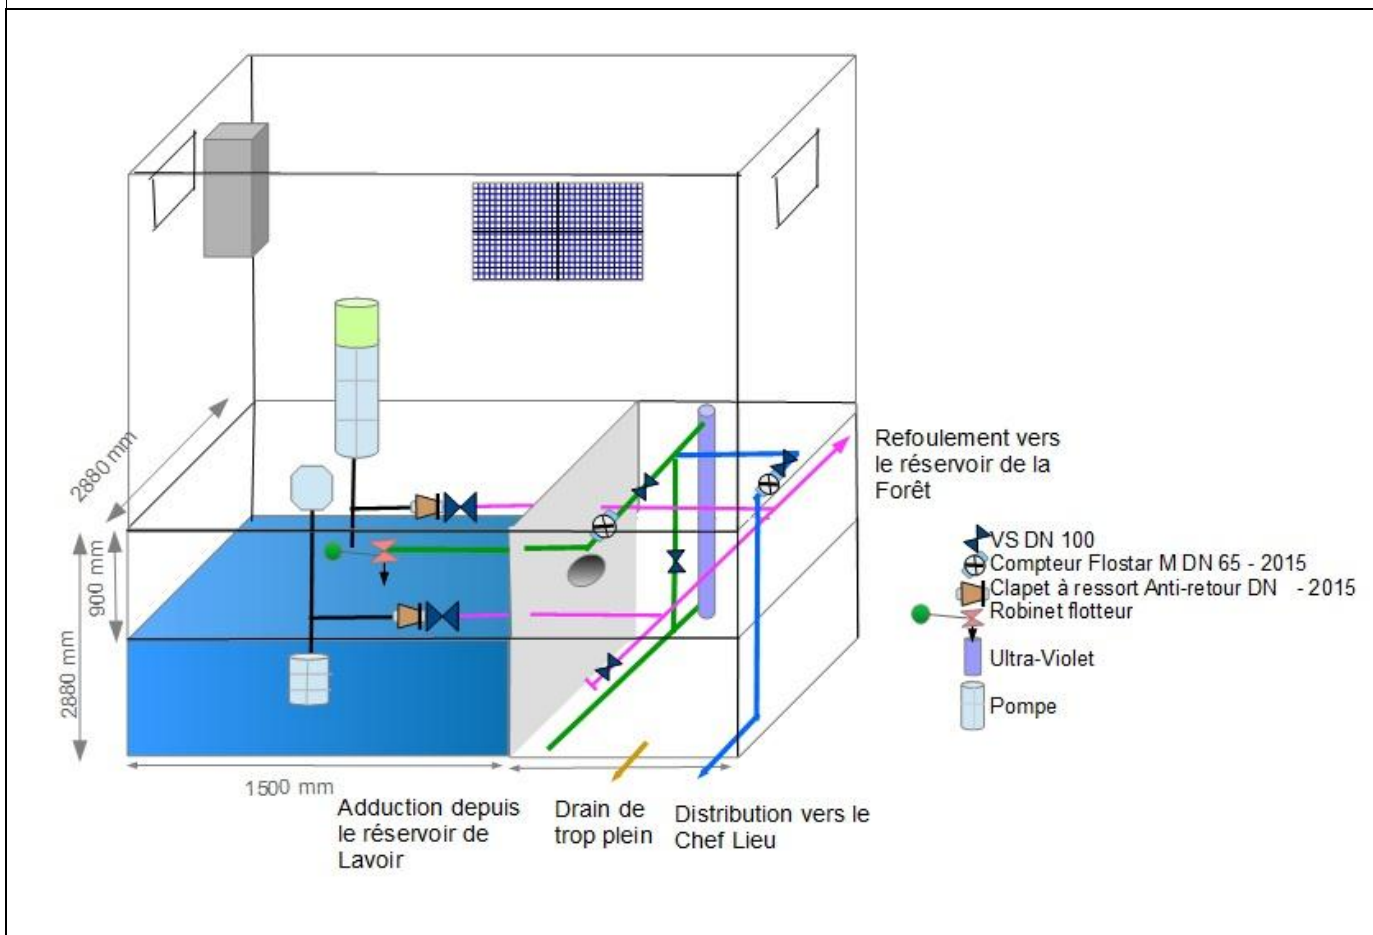 2880 mm
900 mm
2880 mm
1500 mm
Refoulement vers
le réservoir de la
Forêt
VS DN 100
Compteur Flostar M DN 65 - 2015
Clapet à ressort Anti-retour DN - 2015
Robinet flotteur
Ultra-Violet
Pompe
Adduction depuis
le réservoir de
Lavoir
Drain de
trop plein
Distribution vers le
Chef Lieu